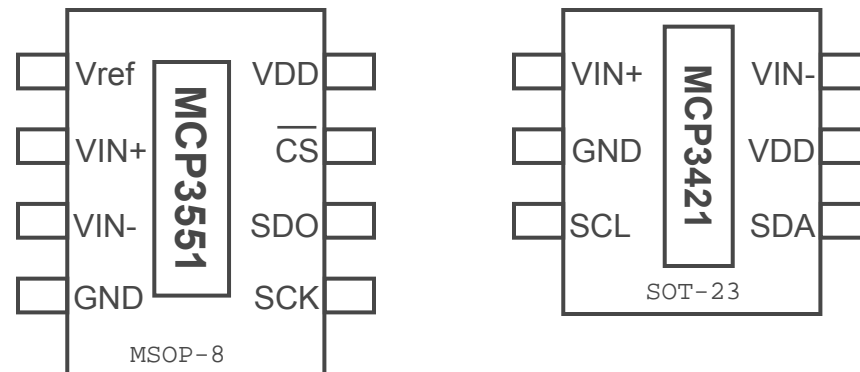 Vref VDD
VIN+ CS
VIN- SDO
GND SCK
MCP3551
MSOP-8
VIN+ VIN-
GND VDD
SCL SDA
MCP3421
SOT-23